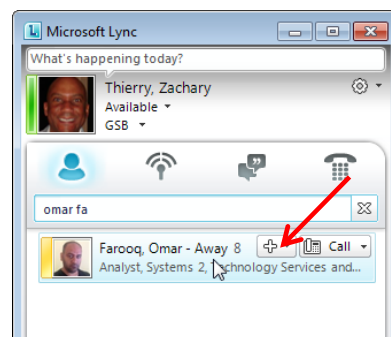 Microsoft Lync
What's happening today?
Thierry, Zachary
Available
GSB
omar fa
Farooq, Omar - Away 8
Call
Analyst, Systems 2, Technology Services and...